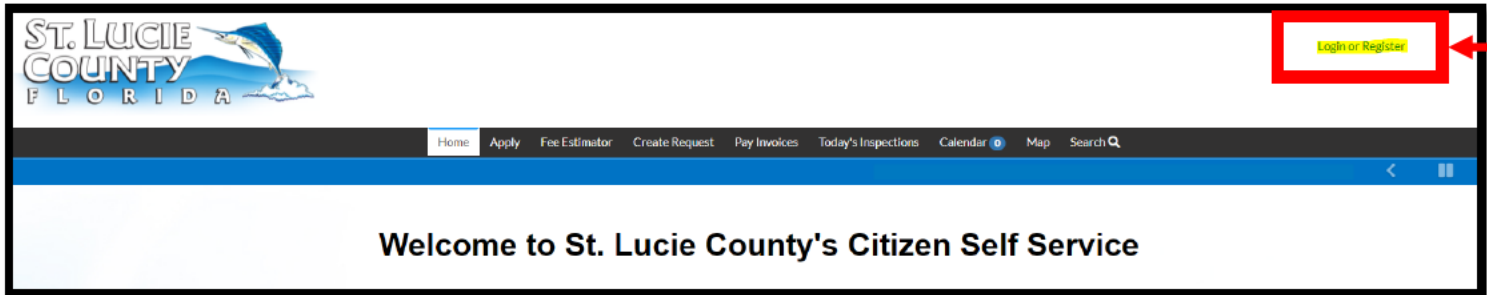 ST. LUCIE
COUNTY
FLORIDA
Login or Register
Home Apply Fee Estimator Create Request Pay Invoices Today's Inspections Calendar 0 Map Search
Welcome to St. Lucie County's Citizen Self Service